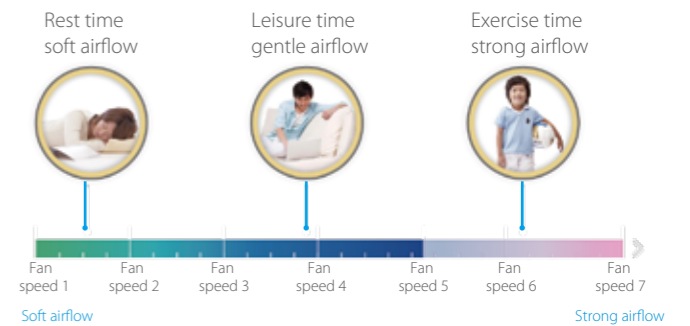 Rest time
soft airflow
Leisure time
gentle airflow
Exercise time
strong airflow
Fan
speed 1
Fan
speed 2
Fan
speed 3
Fan
speed 4
Fan
speed 5
Fan
speed 6
Fan
speed 7
Soft airflow
Strong airflow